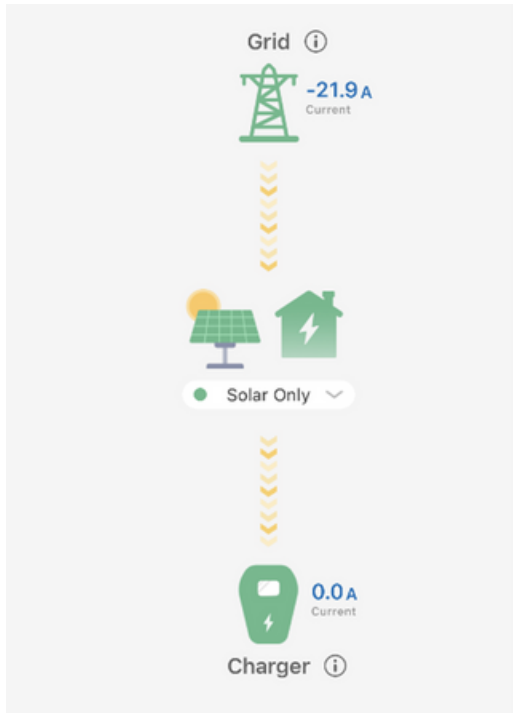 Grid
-21.9 A
Current
Solar Only
0.0 A
Current
Charger